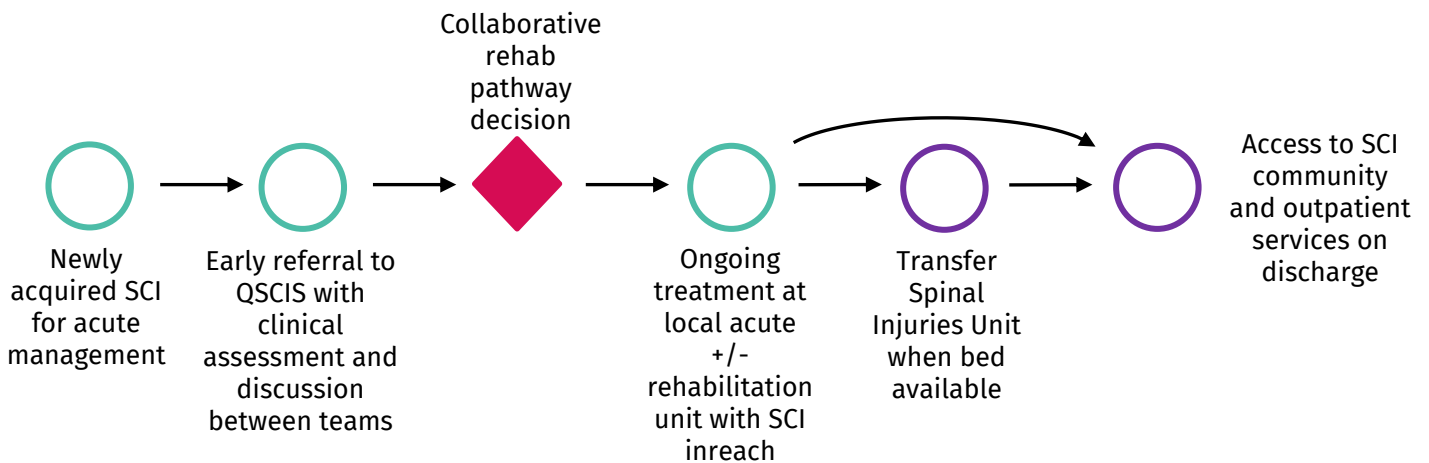 Collaborative
rehab
pathway
decision
Newly
acquired SCI
for acute
management
Early referral to
QSCIS with
clinical
assessment and
discussion
between teams
Ongoing
treatment at
local acute
+/-
rehabilitation
unit with SCI
inreach
Transfer
Spinal
Injuries Unit
when bed
available
Access to SCI
community
and outpatient
services on
discharge